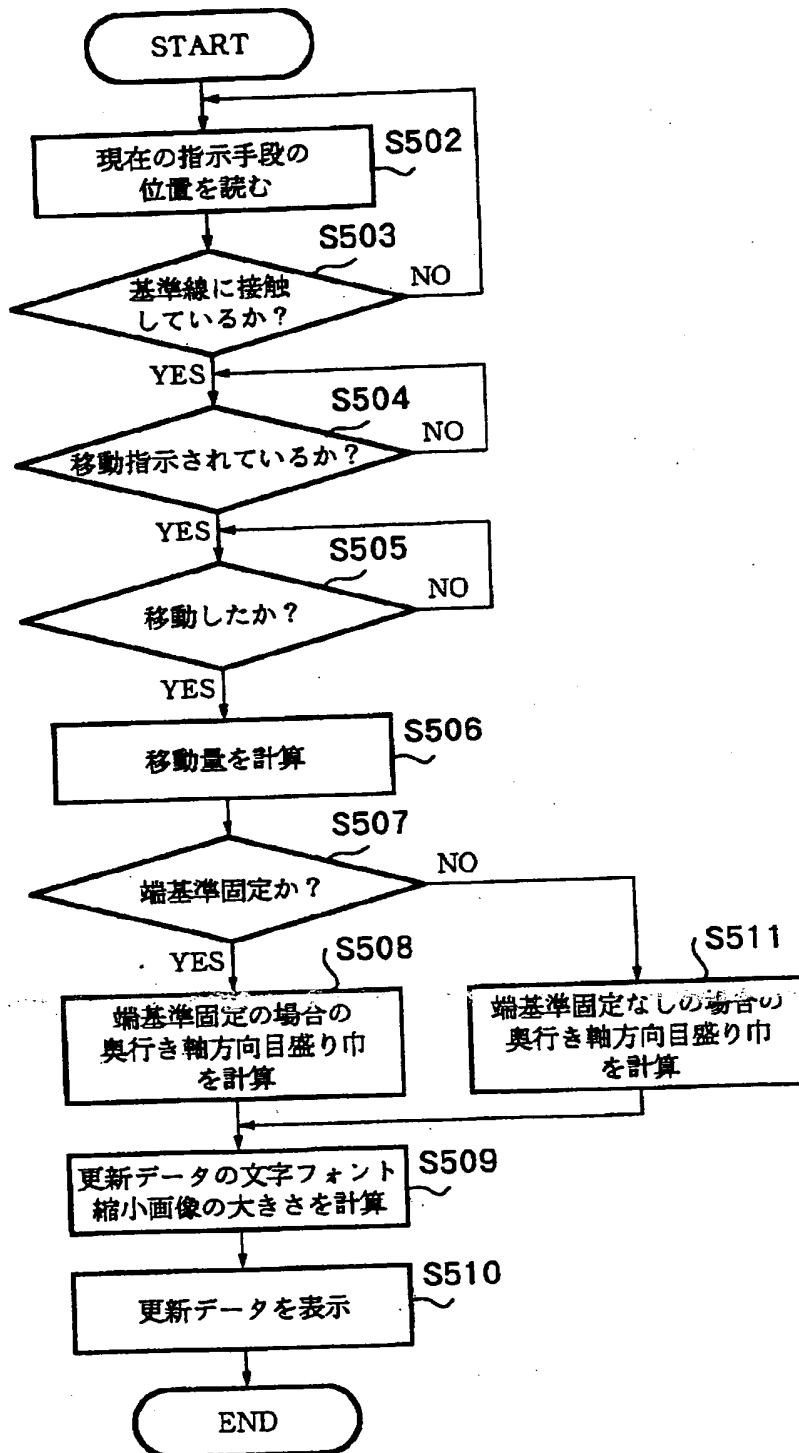 START
現在の指示手段の
位置を読む
S502
S503
基準線に接触
しているか?
NO
YES
S504
移動指示されているか?
NO
YES
S505
移動したか?
NO
YES
移動量を計算
S506
S507
端基準固定か?
NO
YES
S508
端基準固定の場合の
奥行き軸方向目盛り巾
を計算
S511
端基準固定なしの場合の
奥行き軸方向目盛り巾
を計算
更新データの文字フォント
縮小画像の大きさを計算
S509
更新データを表示
S510
END